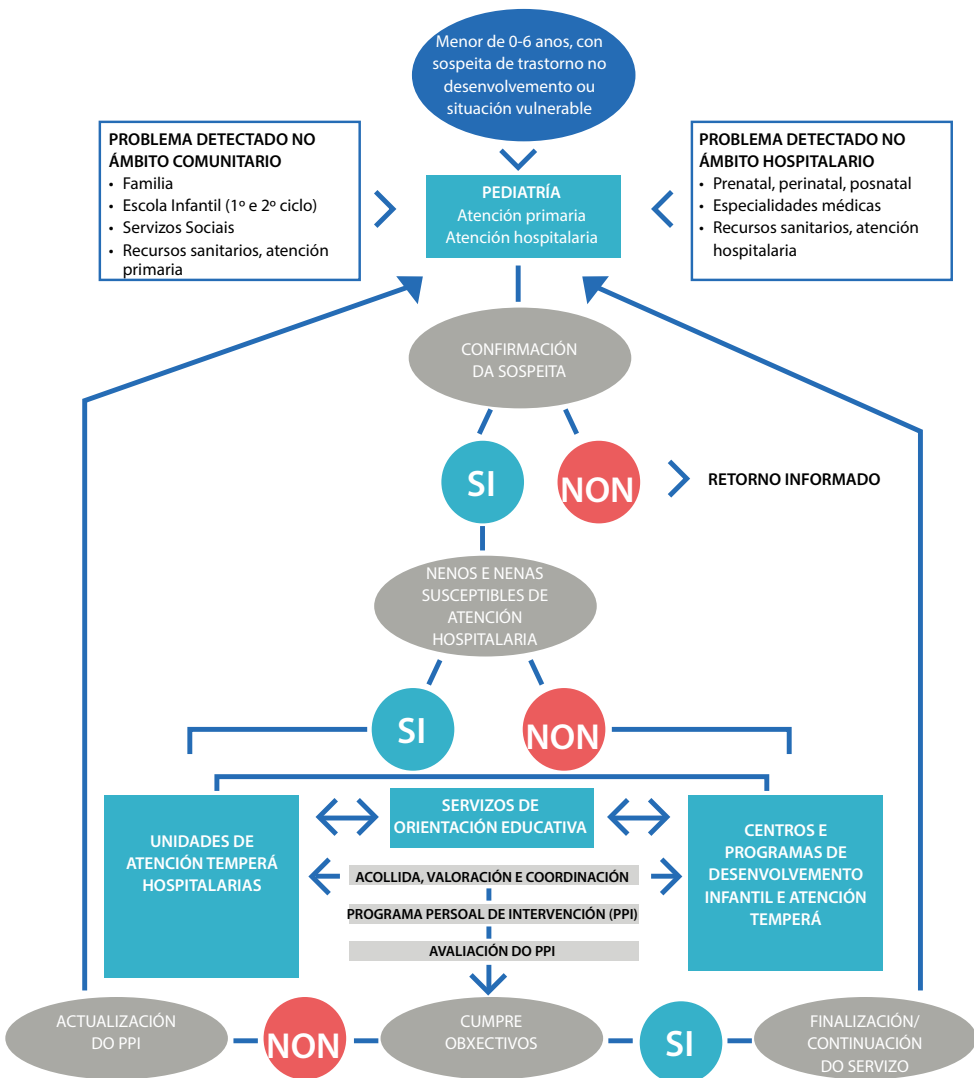 Menor de 0-6 anos, con
sospeita de trastorno no
desenvolvemento ou
situación vulnerable
PROBLEMA DETECTADO NO
ÁMBITO COMUNITARIO
• Familia
• Escola Infantil (1º e 2º ciclo)
• Servizos Sociais
• Recursos sanitarios, atención
primaria
PEDIATRÍA
Atención primaria
Atención hospitalaria
PROBLEMA DETECTADO NO
ÁMBITO HOSPITALARIO
• Prenatal, perinatal, posnatal
• Especialidades médicas
• Recursos sanitarios, atención
hospitalaria
CONFIRMACIÓN
DA SOSPEITA
SI
NON
RETORNO INFORMADO
NENOS E NENAS
SUSCEPTIBLES DE
ATENCIÓN
HOSPITALARIA
SI
NON
UNIDADES DE
ATENCIÓN TEMPERÁ
HOSPITALARIAS
SERVIZOS DE
ORIENTACIÓN EDUCATIVA
CENTROS E
PROGRAMAS DE
DESENVOLVEMENTO
INFANTIL E ATENCIÓN
TEMPERÁ
ACOLLIDA, VALORACIÓN E COORDINACIÓN
PROGRAMA PERSOAL DE INTERVENCIÓN (PPI)
AVALIACIÓN DO PPI
ACTUALIZACIÓN
DO PPI
NON
CUMPRE
OBXECTIVOS
SI
FINALIZACIÓN/
CONTINUACIÓN
DO SERVIZO